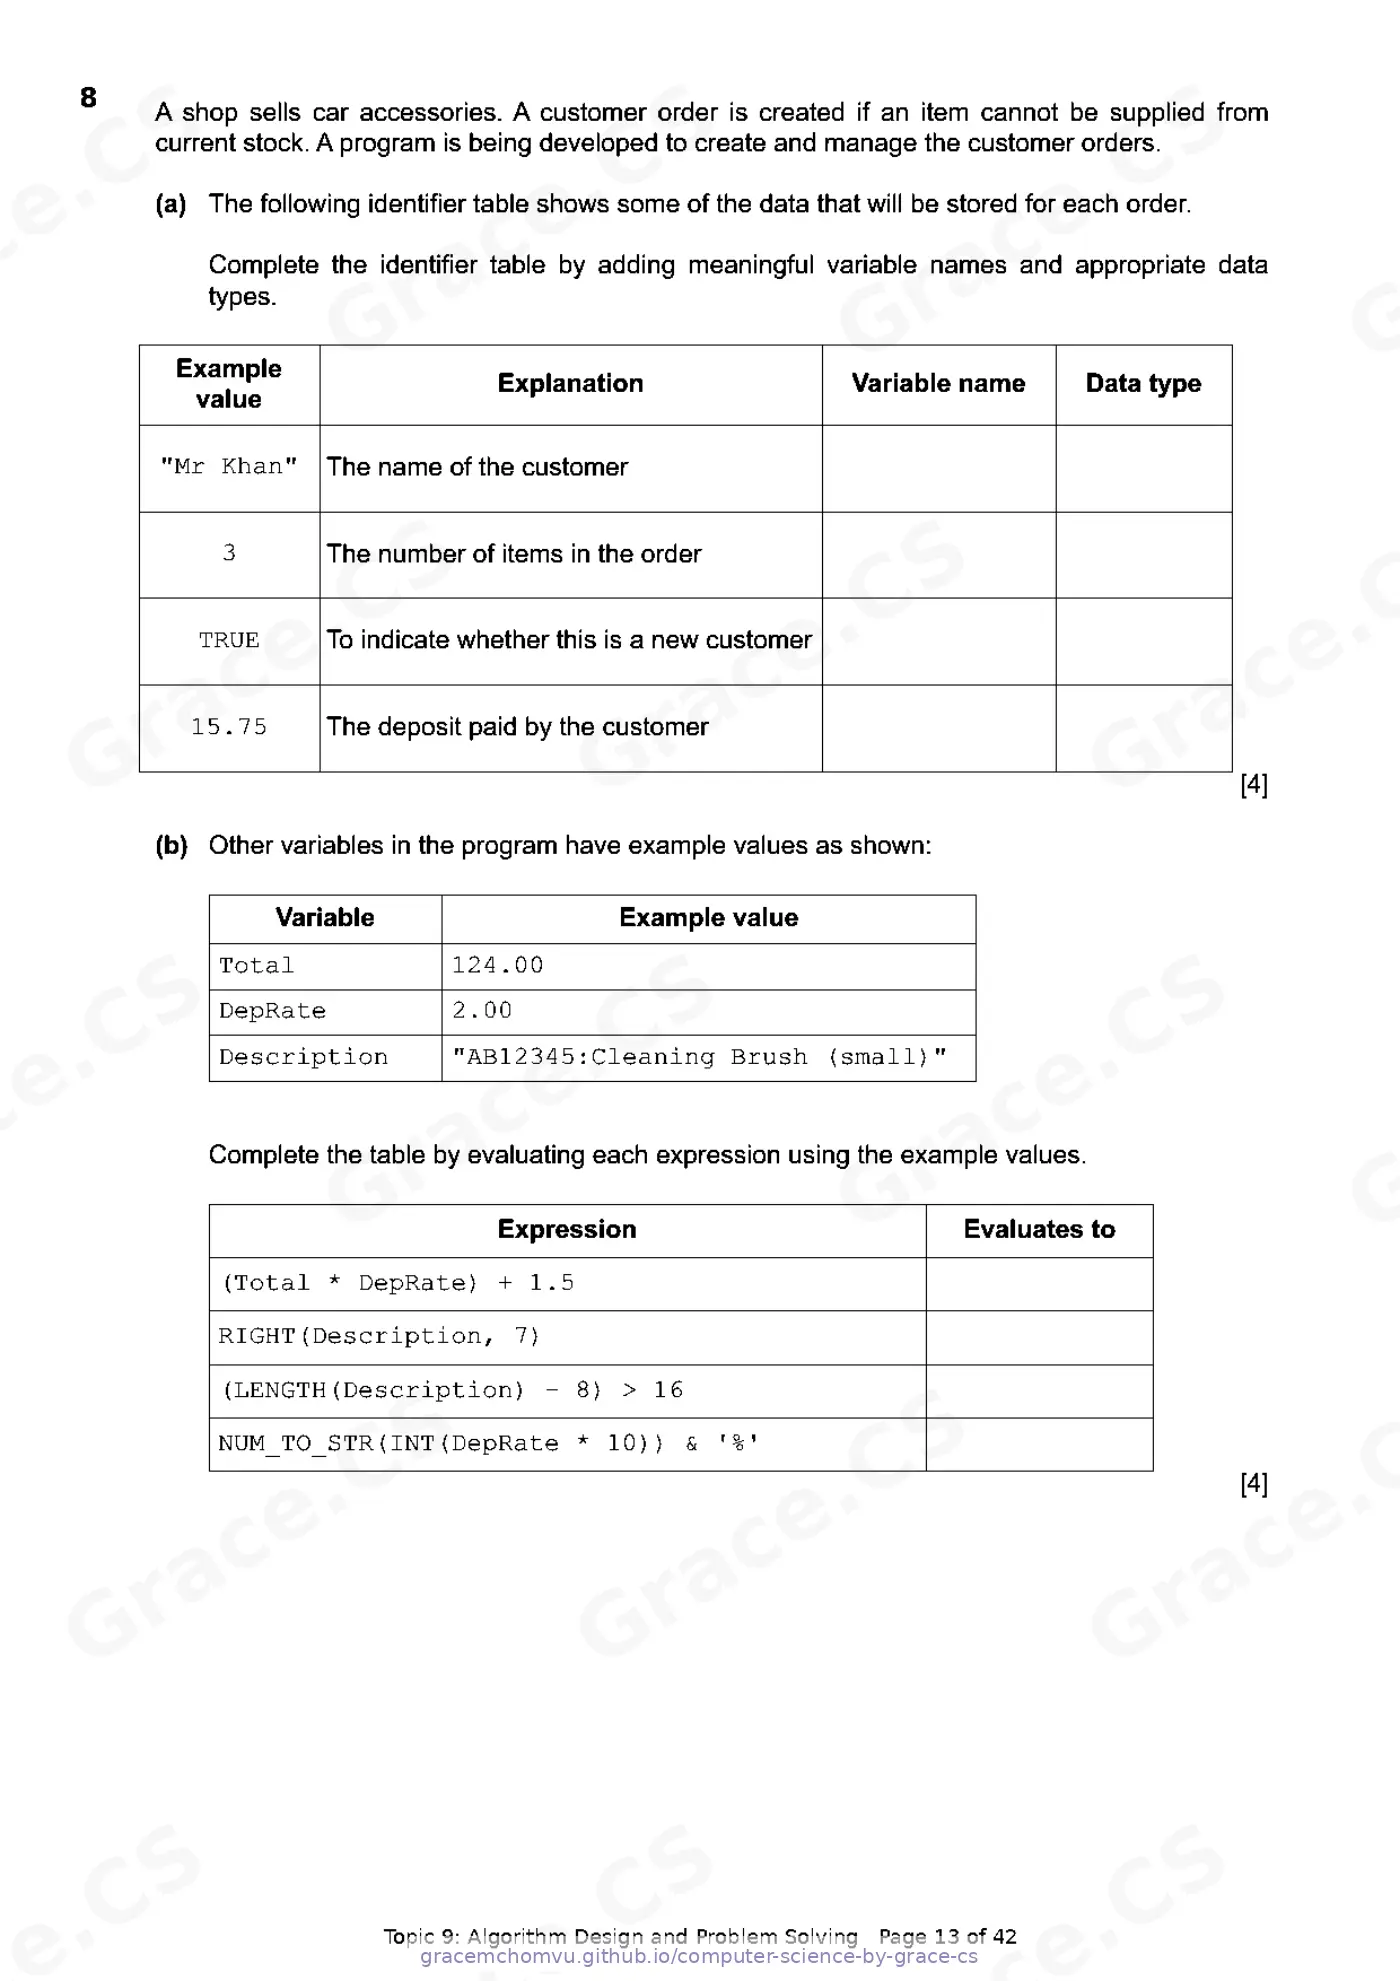 8
A shop sells car accessories. A customer order is created if an item cannot be supplied from
current stock. A program is being developed to create and manage the customer orders.
(a) The following identifier table shows some of the data that will be stored for each order.
Complete the identifier table by adding meaningful variable names and appropriate data
types.
Example value | Explanation | Variable name | Data type
"Mr Khan" | The name of the customer
3 | The number of items in the order
TRUE | To indicate whether this is a new customer
15.75 | The deposit paid by the customer
[4]
(b) Other variables in the program have example values as shown:
Variable | Example value
Total | 124.00
DepRate | 2.00
Description | "AB12345:Cleaning Brush (small)"
Complete the table by evaluating each expression using the example values.
Expression | Evaluates to
(Total * DepRate) + 1.5
RIGHT(Description, 7)
(LENGTH(Description) - 8) > 16
NUM_TO_STR(INT(DepRate * 10)) & '%'
[4]
Topic 9: Algorithm Design and Problem Solving Page 13 of 42
gracemchomvu.github.io/computer-science-by-grace-cs
Grace.CS